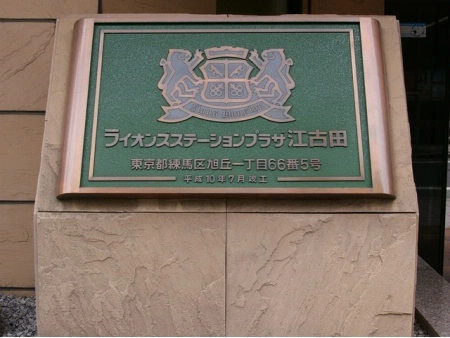 ライオンズステーションプラザ江古田
東京都練馬区旭丘一丁目66番5号
平成10年7月竣工